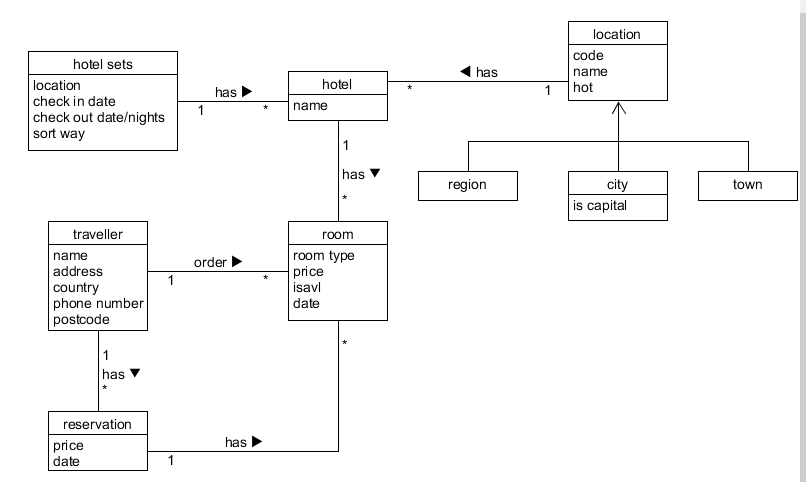 hotel sets
location
check in date
check out date/nights
sort way
has ▶
1
*
hotel
name
◀ has
*
1
location
code
name
hot
region
city
is capital
town
1
has ▼
*
traveller
name
address
country
phone number
postcode
order ▶
1
*
room
room type
price
isavl
date
1
has ▼
*
reservation
price
date
has ▶
1
*